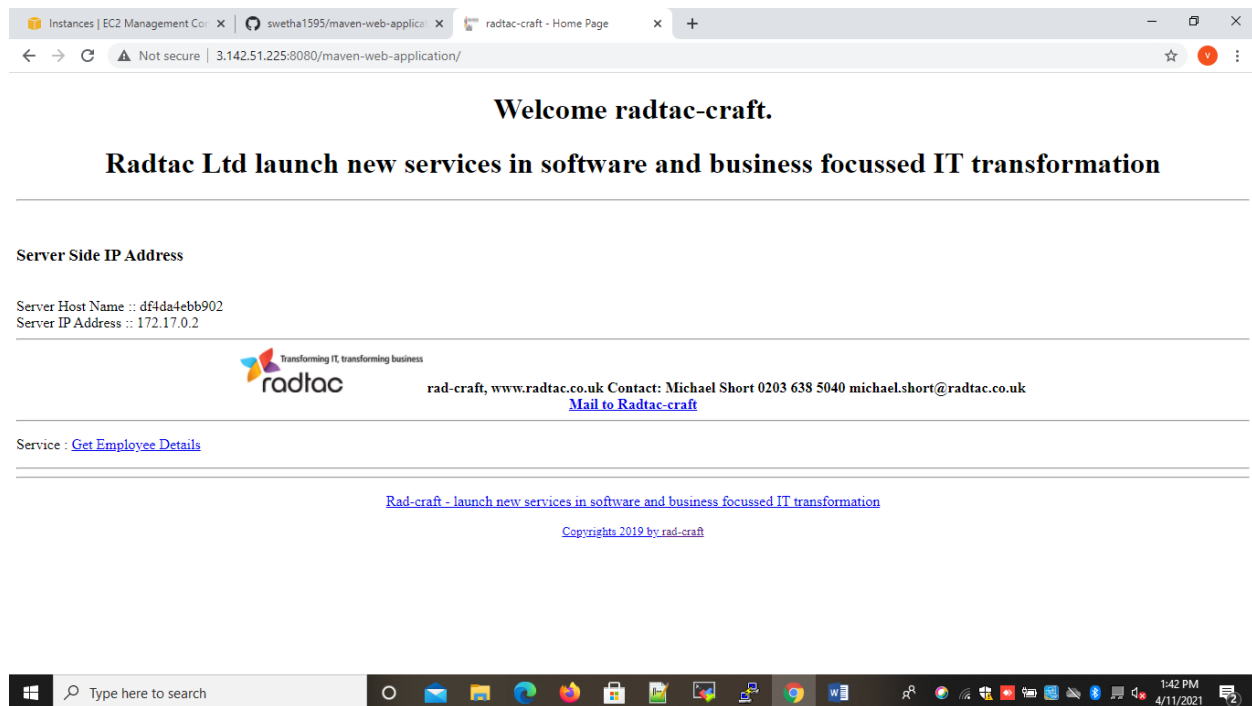 Instances | EC2 Management Con
swetha1595/maven-web-applicat
radtac-craft - Home Page
Not secure | 3.142.51.225:8080/maven-web-application/
V
Welcome radtac-craft.
Radtac Ltd launch new services in software and business focussed IT transformation
Server Side IP Address
Server Host Name :: df4da4ebb902
Server IP Address :: 172.17.0.2
Transforming IT, transforming business
radtac
rad-craft, www.radtac.co.uk Contact: Michael Short 0203 638 5040 michael.short@radtac.co.uk
Mail to Radtac-craft
Service : Get Employee Details
Rad-craft - launch new services in software and business focussed IT transformation
Copyrights 2019 by rad-craft
Type here to search
1:42 PM
4/11/2021
2